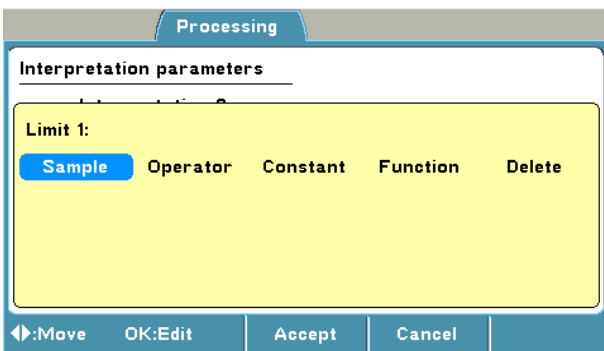 Processing
Interpretation parameters
Limit 1:
Sample Operator Constant Function Delete
:Move OK:Edit Accept Cancel